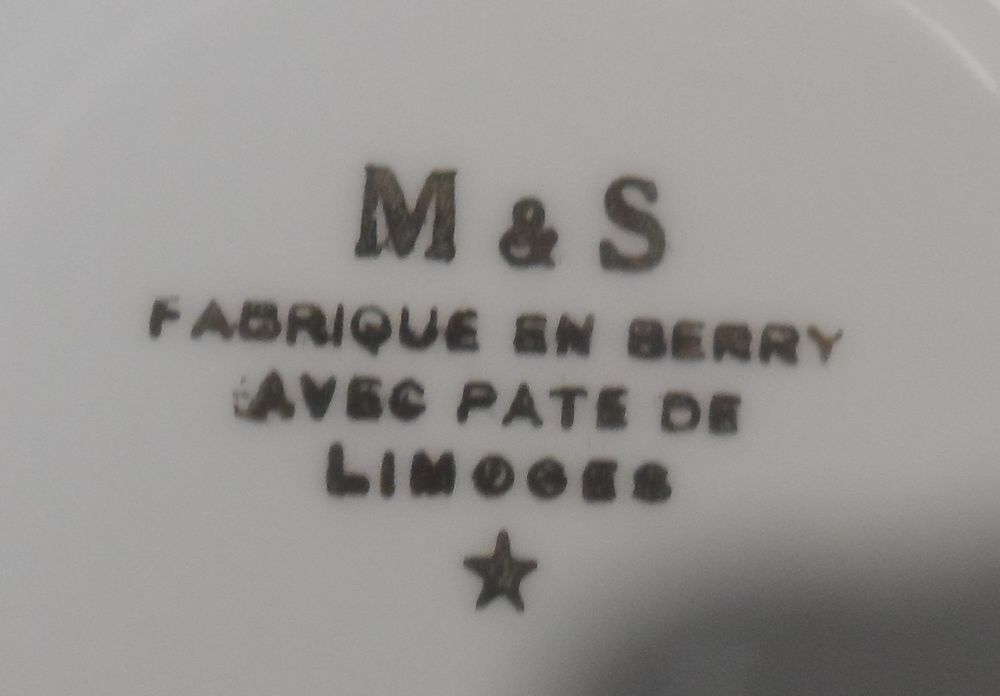 M & S
FABRIQUE EN BERRY
AVEC PATE DE
LIMOGES